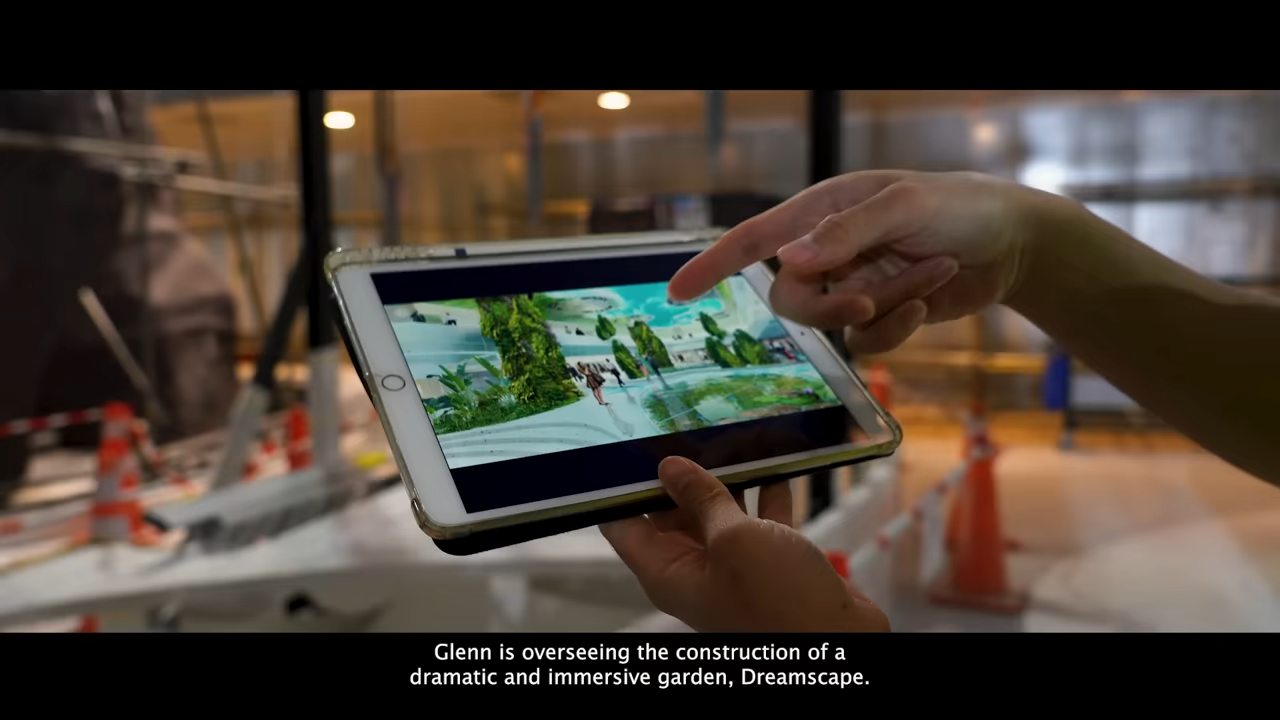 Glenn is overseeing the construction of a
dramatic and immersive garden, Dreamscape.